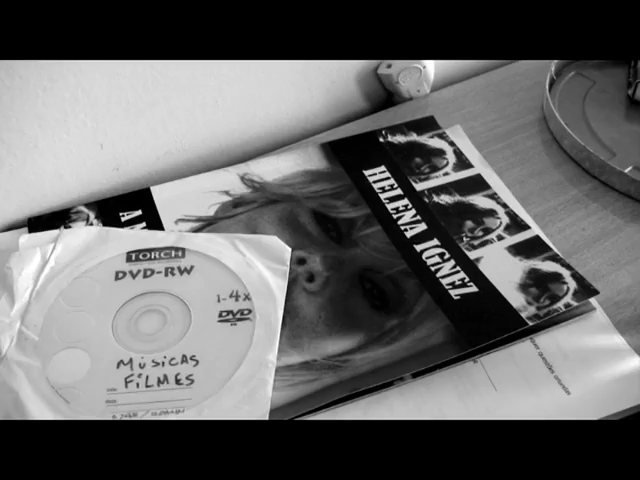 HELENA IGNEZ
TORCH
DVD-RW
1-4x
DVD
MÚSICAS
FiLMES